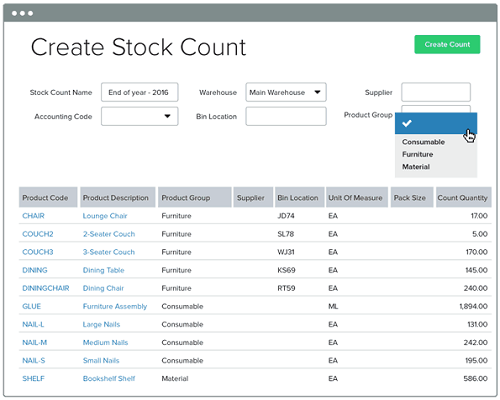 Create Stock Count
Create Count
Stock Count Name End of year - 2016 Warehouse Main Warehouse Supplier
Accounting Code Bin Location Product Group
Consumable
Furniture
Material
Product Code Product Description Product Group Supplier Bin Location Unit Of Measure Pack Size Count Quantity
CHAIR Lounge Chair Furniture JD74 EA 17.00
COUCH2 2-Seater Couch Furniture SL78 EA 5.00
COUCH3 3-Seater Couch Furniture WJ31 EA 170.00
DINING Dining Table Furniture KS69 EA 145.00
DININGCHAIR Dining Chair Furniture RT59 EA 240.00
GLUE Furniture Assembly Consumable ML 1,894.00
NAIL-L Large Nails Consumable EA 131.00
NAIL-M Medium Nails Consumable EA 242.00
NAIL-S Small Nails Consumable EA 195.00
SHELF Bookshelf Shelf Material EA 586.00